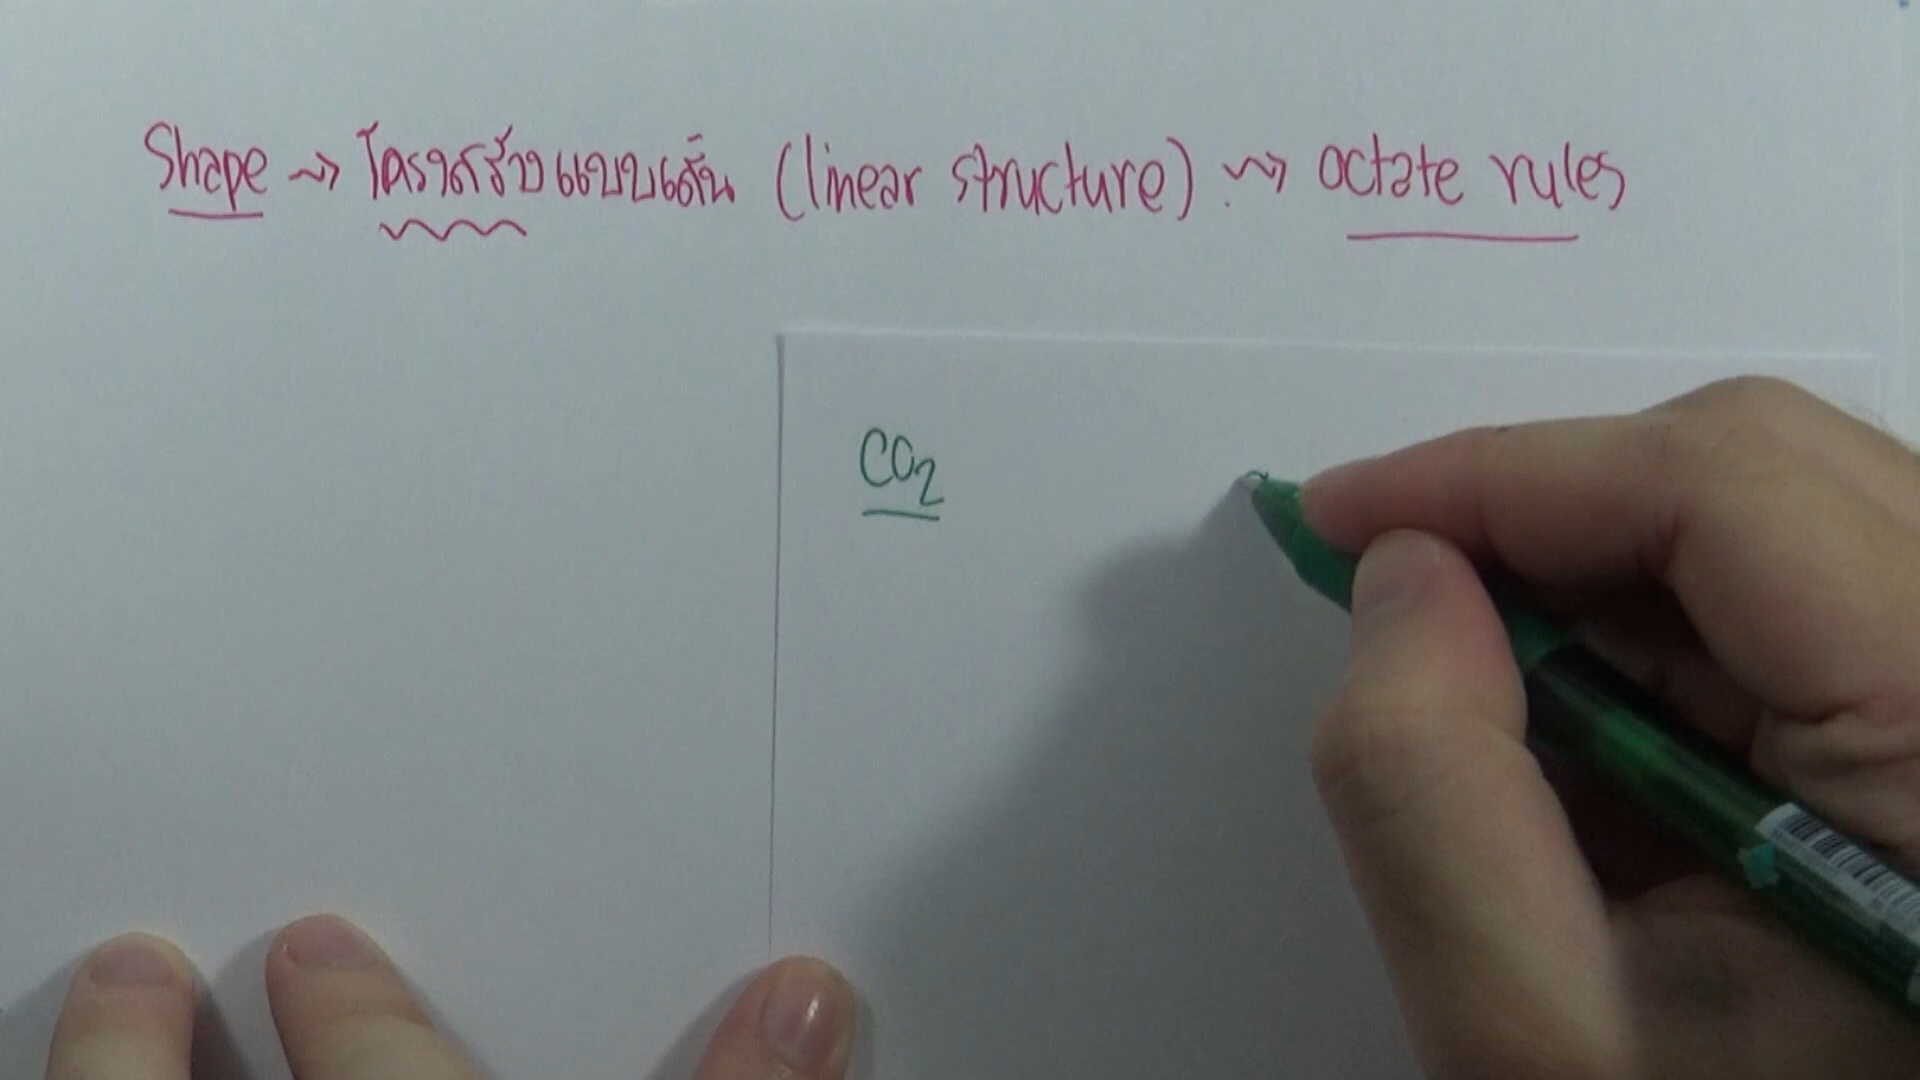 Shape ⇝ โครงสร้างแบบเส้น (linear structure) ⇝ octate rules
CO₂